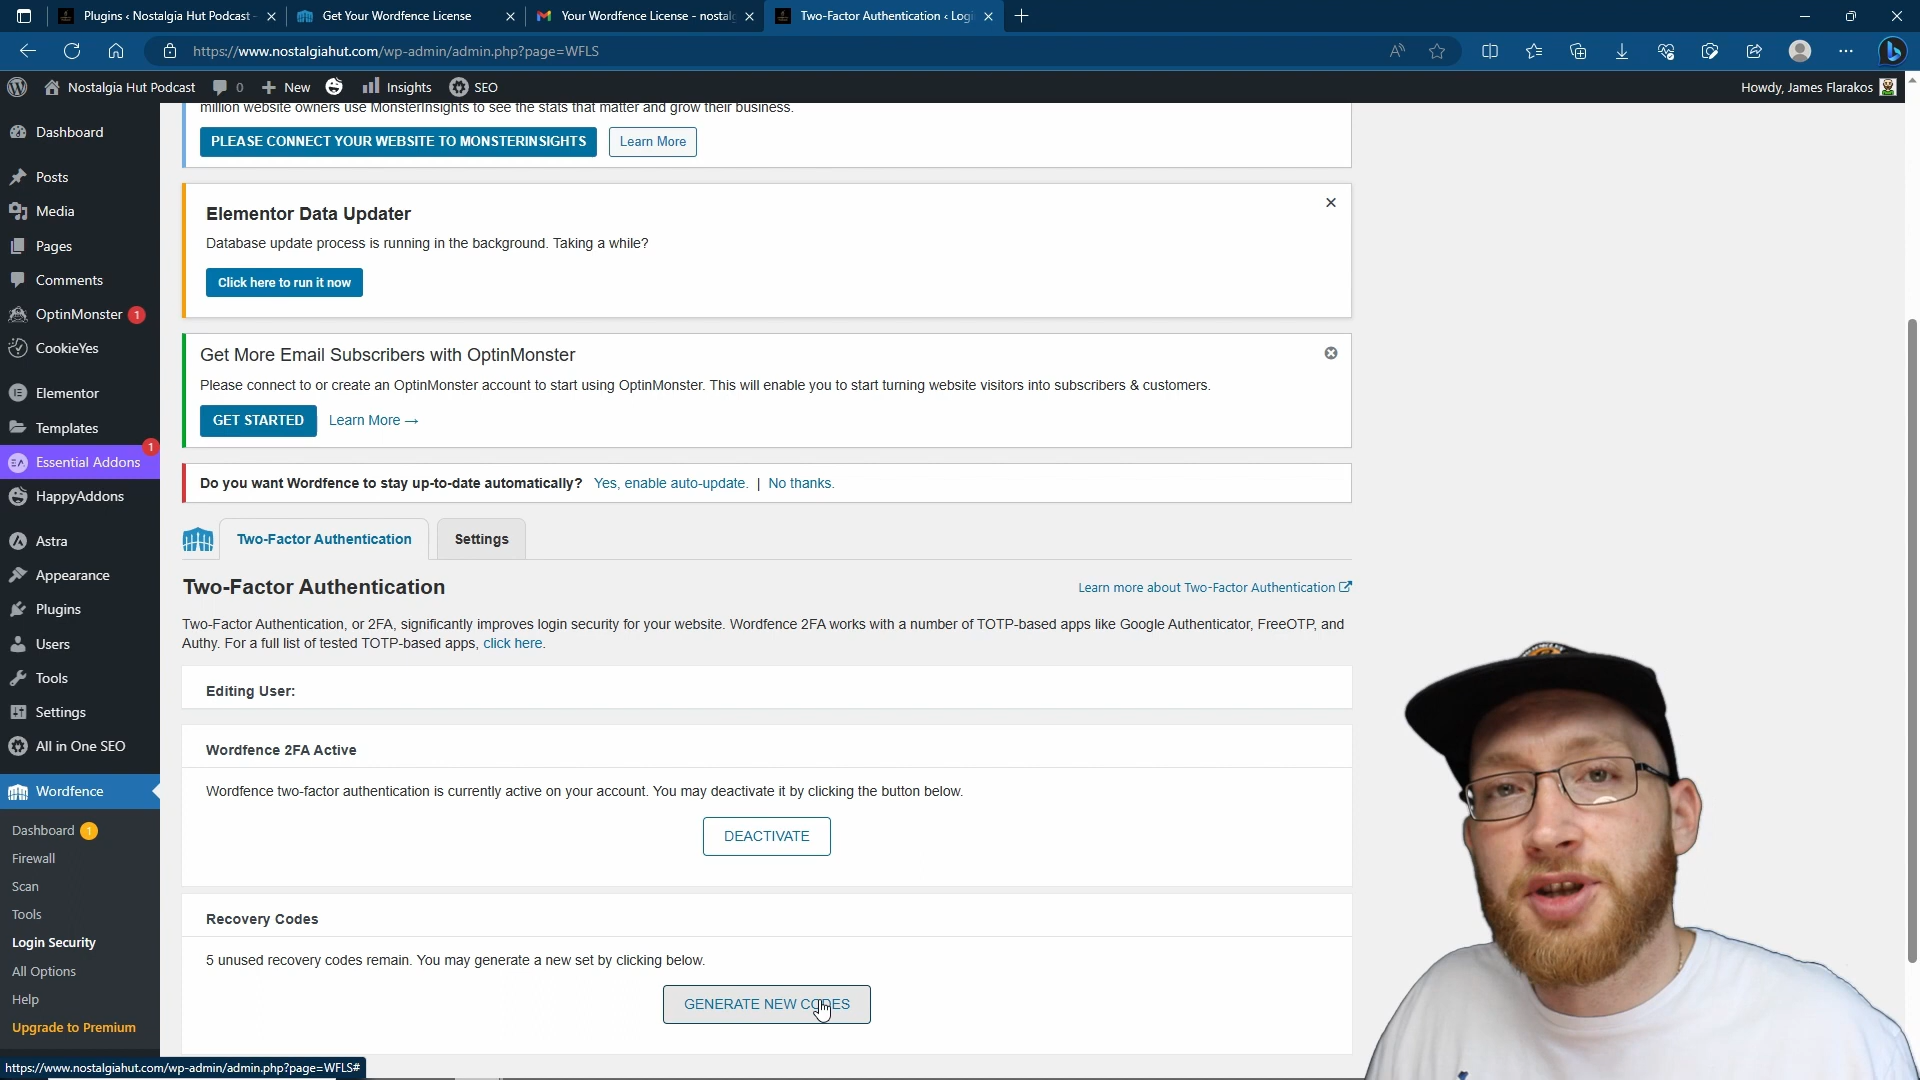 Plugins ‹ Nostalgia Hut Podcast
Get Your Wordfence License
Your Wordfence License - nostal
Two-Factor Authentication ‹ Logi
https://www.nostalgiahut.com/wp-admin/admin.php?page=WFLS
Nostalgia Hut Podcast
0
New
Insights
SEO
Howdy, James Flarakos
Dashboard
Posts
Media
Pages
Comments
OptinMonster 1
CookieYes
Elementor
Templates
Essential Addons 1
HappyAddons
Astra
Appearance
Plugins
Users
Tools
Settings
All in One SEO
Wordfence
Dashboard 1
Firewall
Scan
Tools
Login Security
All Options
Help
Upgrade to Premium
million website owners use MonsterInsights to see the stats that matter and grow their business.
PLEASE CONNECT YOUR WEBSITE TO MONSTERINSIGHTS
Learn More
Elementor Data Updater
Database update process is running in the background. Taking a while?
Click here to run it now
Get More Email Subscribers with OptinMonster
Please connect to or create an OptinMonster account to start using OptinMonster. This will enable you to start turning website visitors into subscribers & customers.
GET STARTED
Learn More →
Do you want Wordfence to stay up-to-date automatically? Yes, enable auto-update. | No thanks.
Two-Factor Authentication
Settings
Two-Factor Authentication
Learn more about Two-Factor Authentication
Two-Factor Authentication, or 2FA, significantly improves login security for your website. Wordfence 2FA works with a number of TOTP-based apps like Google Authenticator, FreeOTP, and
Authy. For a full list of tested TOTP-based apps, click here.
Editing User:
Wordfence 2FA Active
Wordfence two-factor authentication is currently active on your account. You may deactivate it by clicking the button below.
DEACTIVATE
Recovery Codes
5 unused recovery codes remain. You may generate a new set by clicking below.
GENERATE NEW CODES
https://www.nostalgiahut.com/wp-admin/admin.php?page=WFLS#